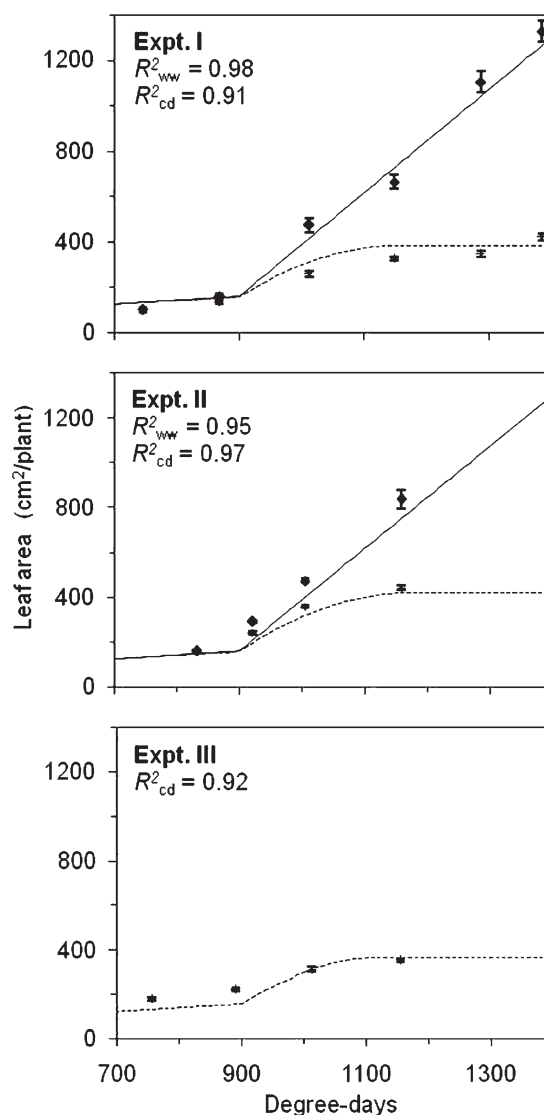 Expt. I
R²ww = 0.98
R²cd = 0.91
1200
800
400
0
Expt. II
R²ww = 0.95
R²cd = 0.97
1200
800
400
0
Leaf area (cm²/plant)
Expt. III
R²cd = 0.92
1200
800
400
0
700 900 1100 1300
Degree-days